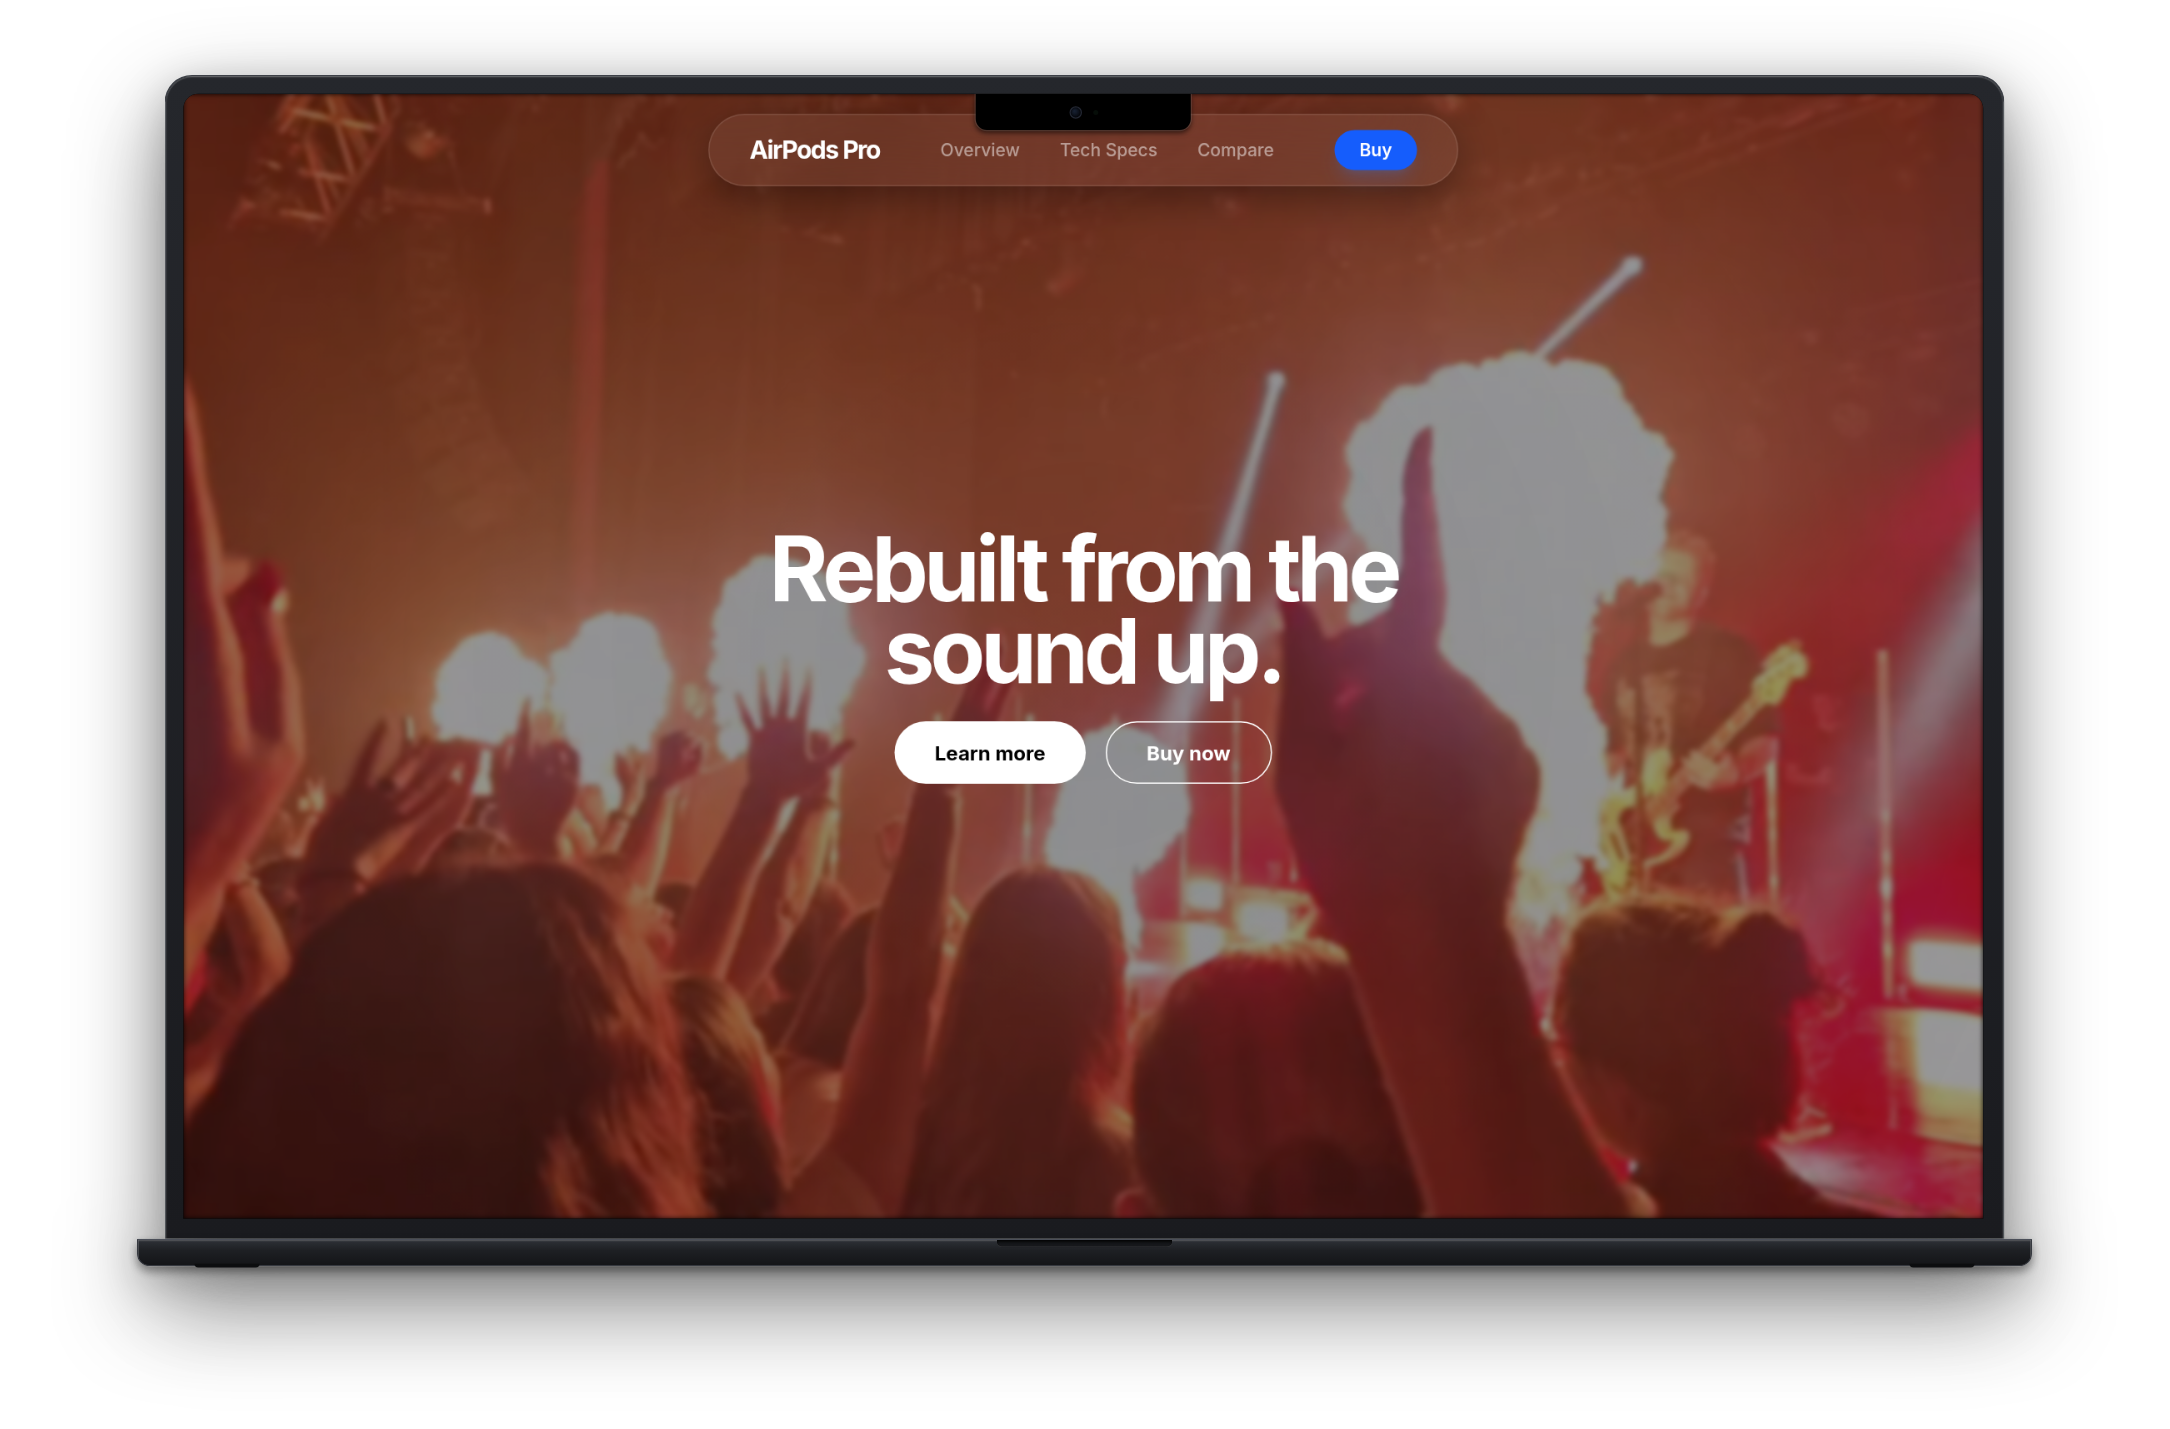 AirPods Pro Overview Tech Specs Compare Buy
Rebuilt from the
sound up.
Learn more Buy now